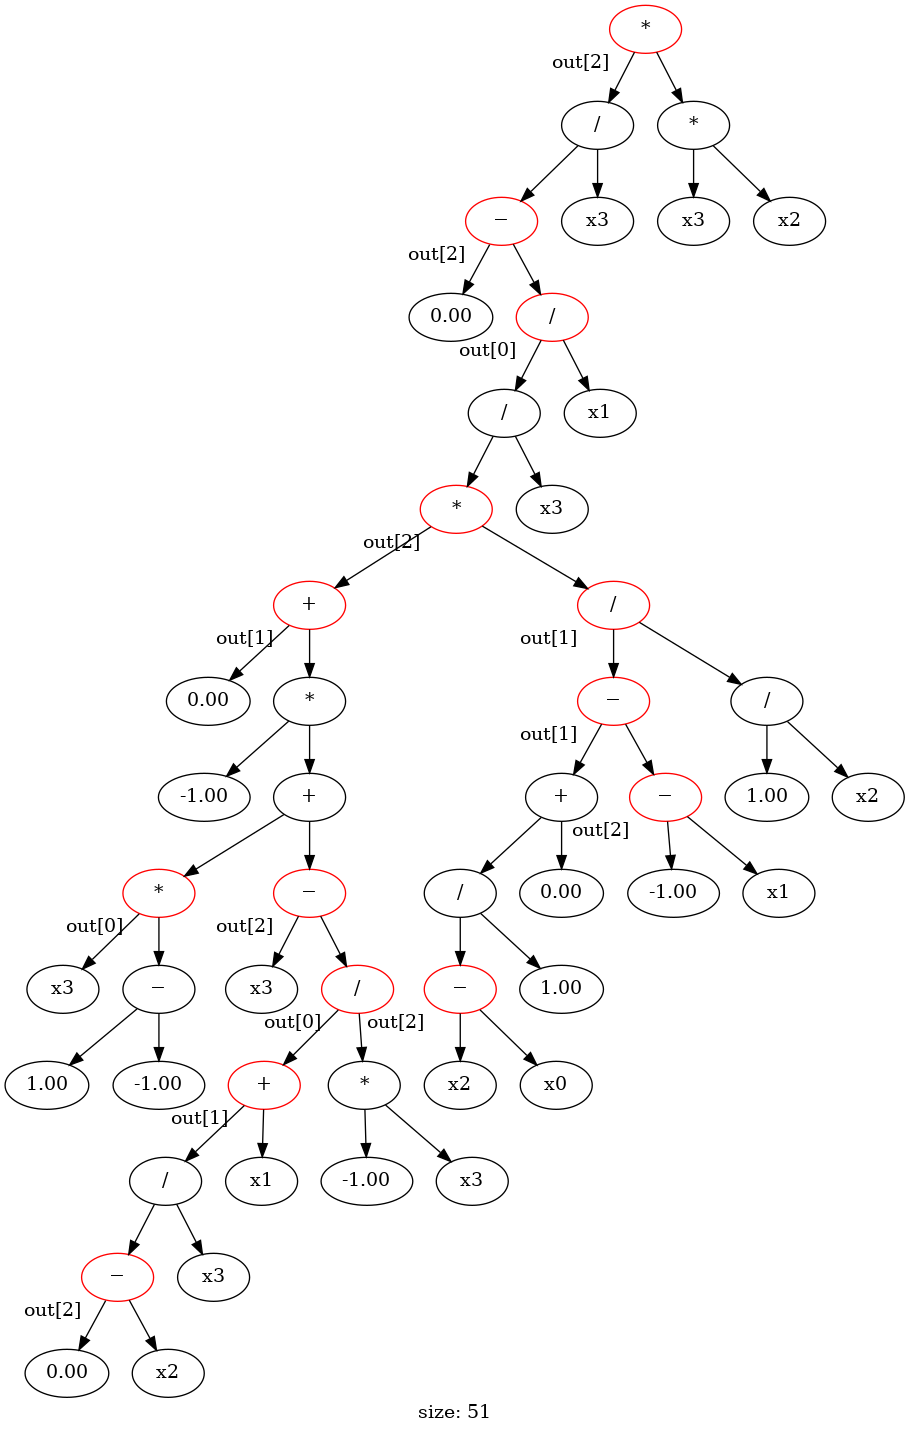 *
out[2]
/ *
− x3 x3 x2
out[2]
0.00 /
out[0]
/ x1
* x3
out[2]
+ /
out[1] out[1]
0.00 * − /
out[1]
-1.00 + + − 1.00 x2
out[2]
* − / 0.00 -1.00 x1
out[0] out[2]
x3 − x3 / − 1.00
out[0] out[2]
1.00 -1.00 + * x2 x0
out[1]
/ x1 -1.00 x3
− x3
out[2]
0.00 x2
size: 51